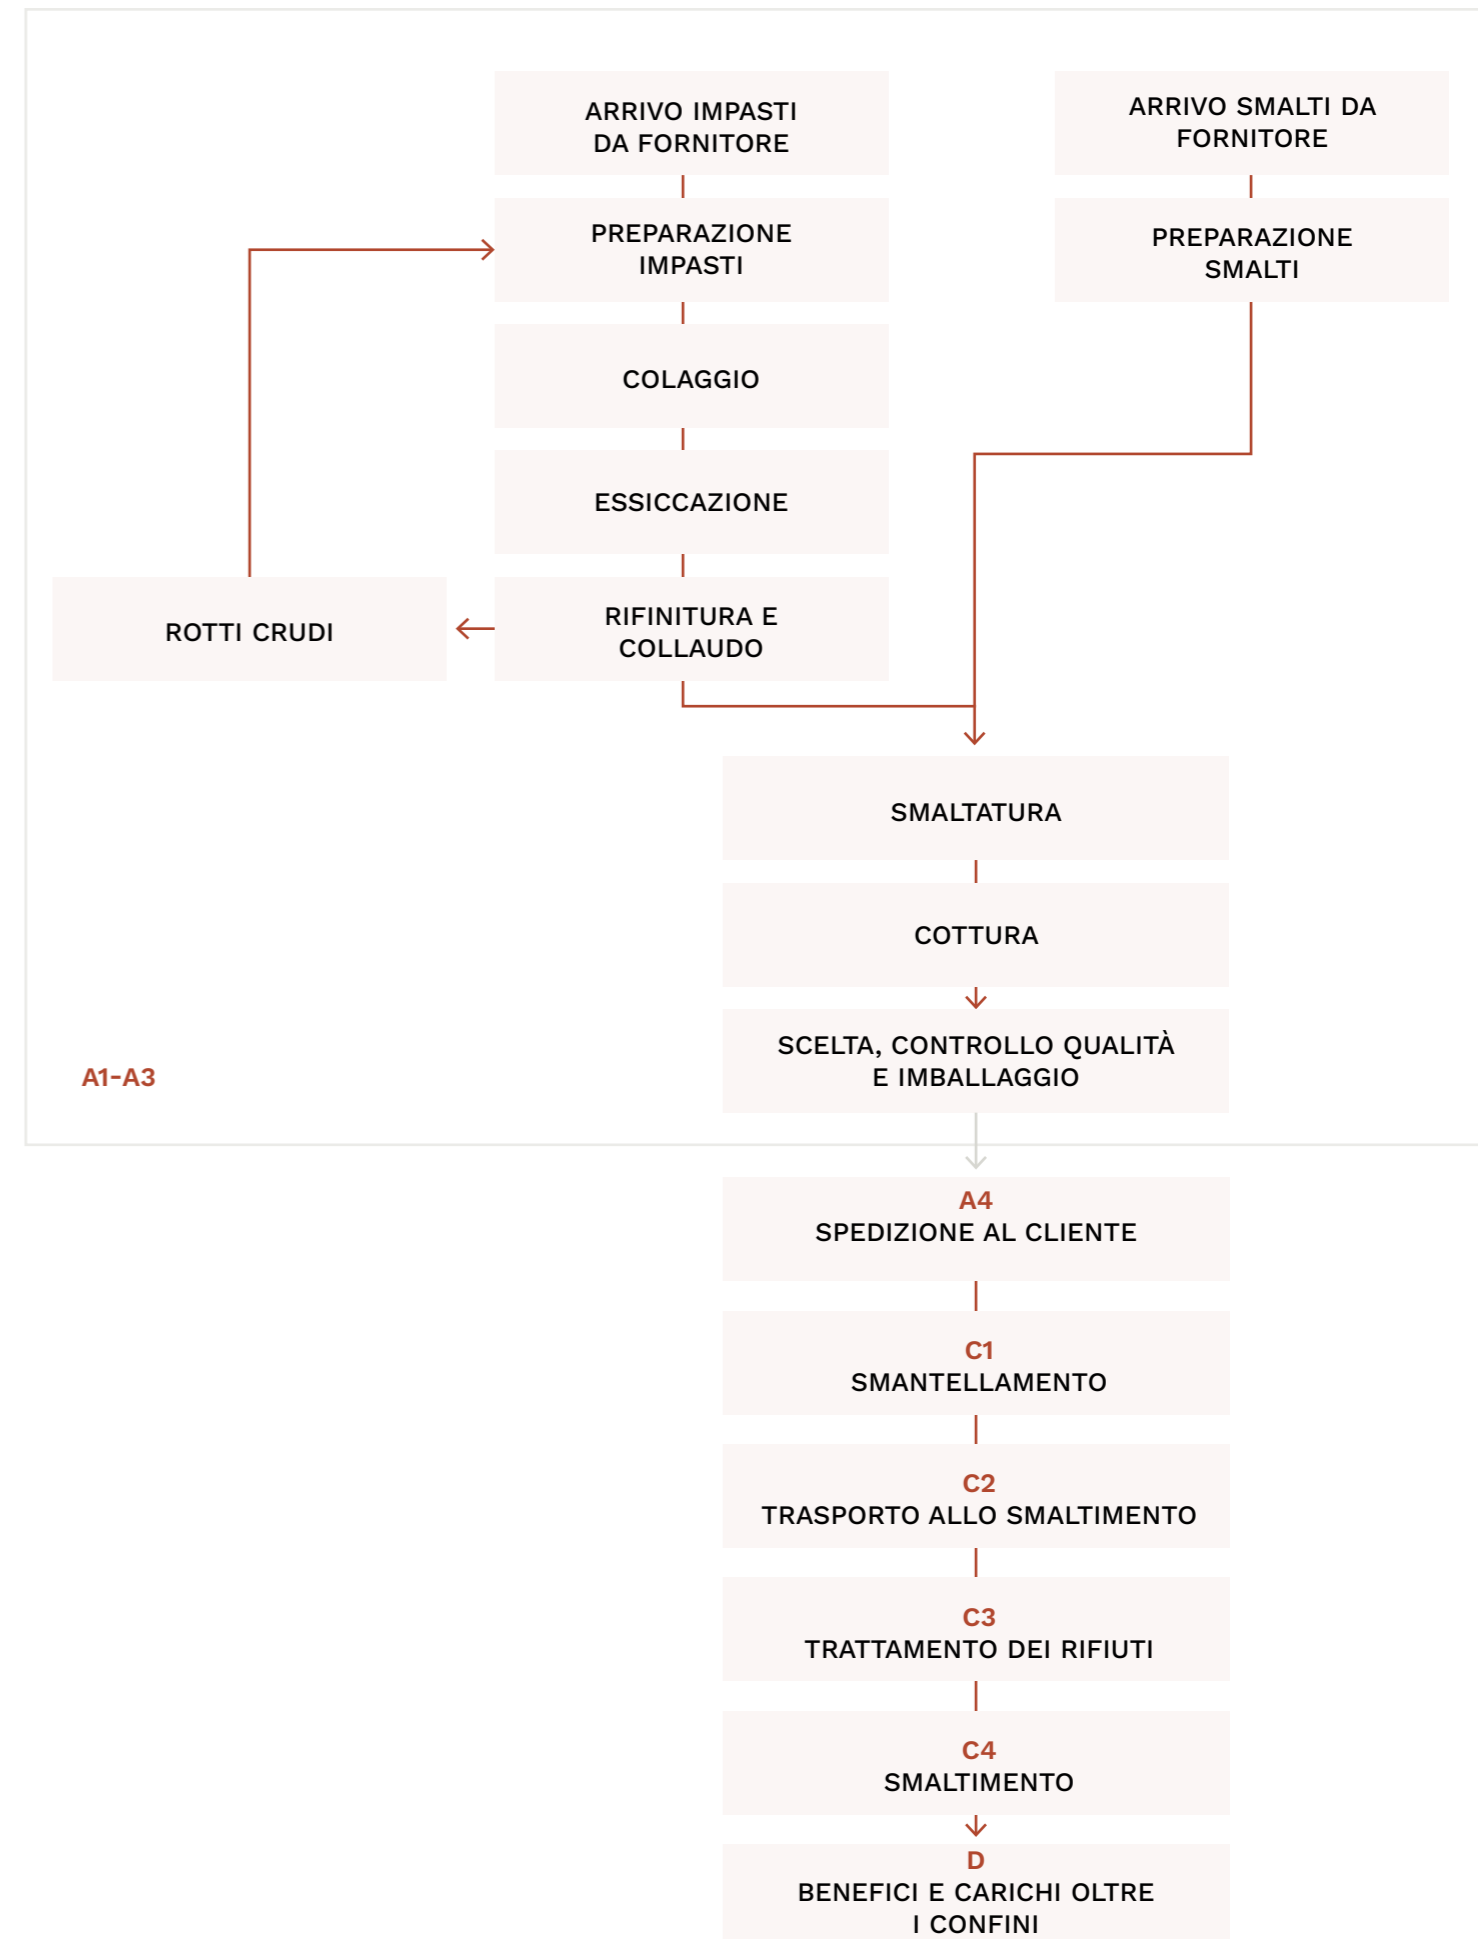 ARRIVO IMPASTI
DA FORNITORE
ARRIVO SMALTI DA
FORNITORE
PREPARAZIONE
IMPASTI
PREPARAZIONE
SMALTI
COLAGGIO
ESSICCAZIONE
ROTTI CRUDI
RIFINITURA E
COLLAUDO
SMALTATURA
COTTURA
SCELTA, CONTROLLO QUALITÀ
E IMBALLAGGIO
A1-A3
A4
SPEDIZIONE AL CLIENTE
C1
SMANTELLAMENTO
C2
TRASPORTO ALLO SMALTIMENTO
C3
TRATTAMENTO DEI RIFIUTI
C4
SMALTIMENTO
D
BENEFICI E CARICHI OLTRE
I CONFINI